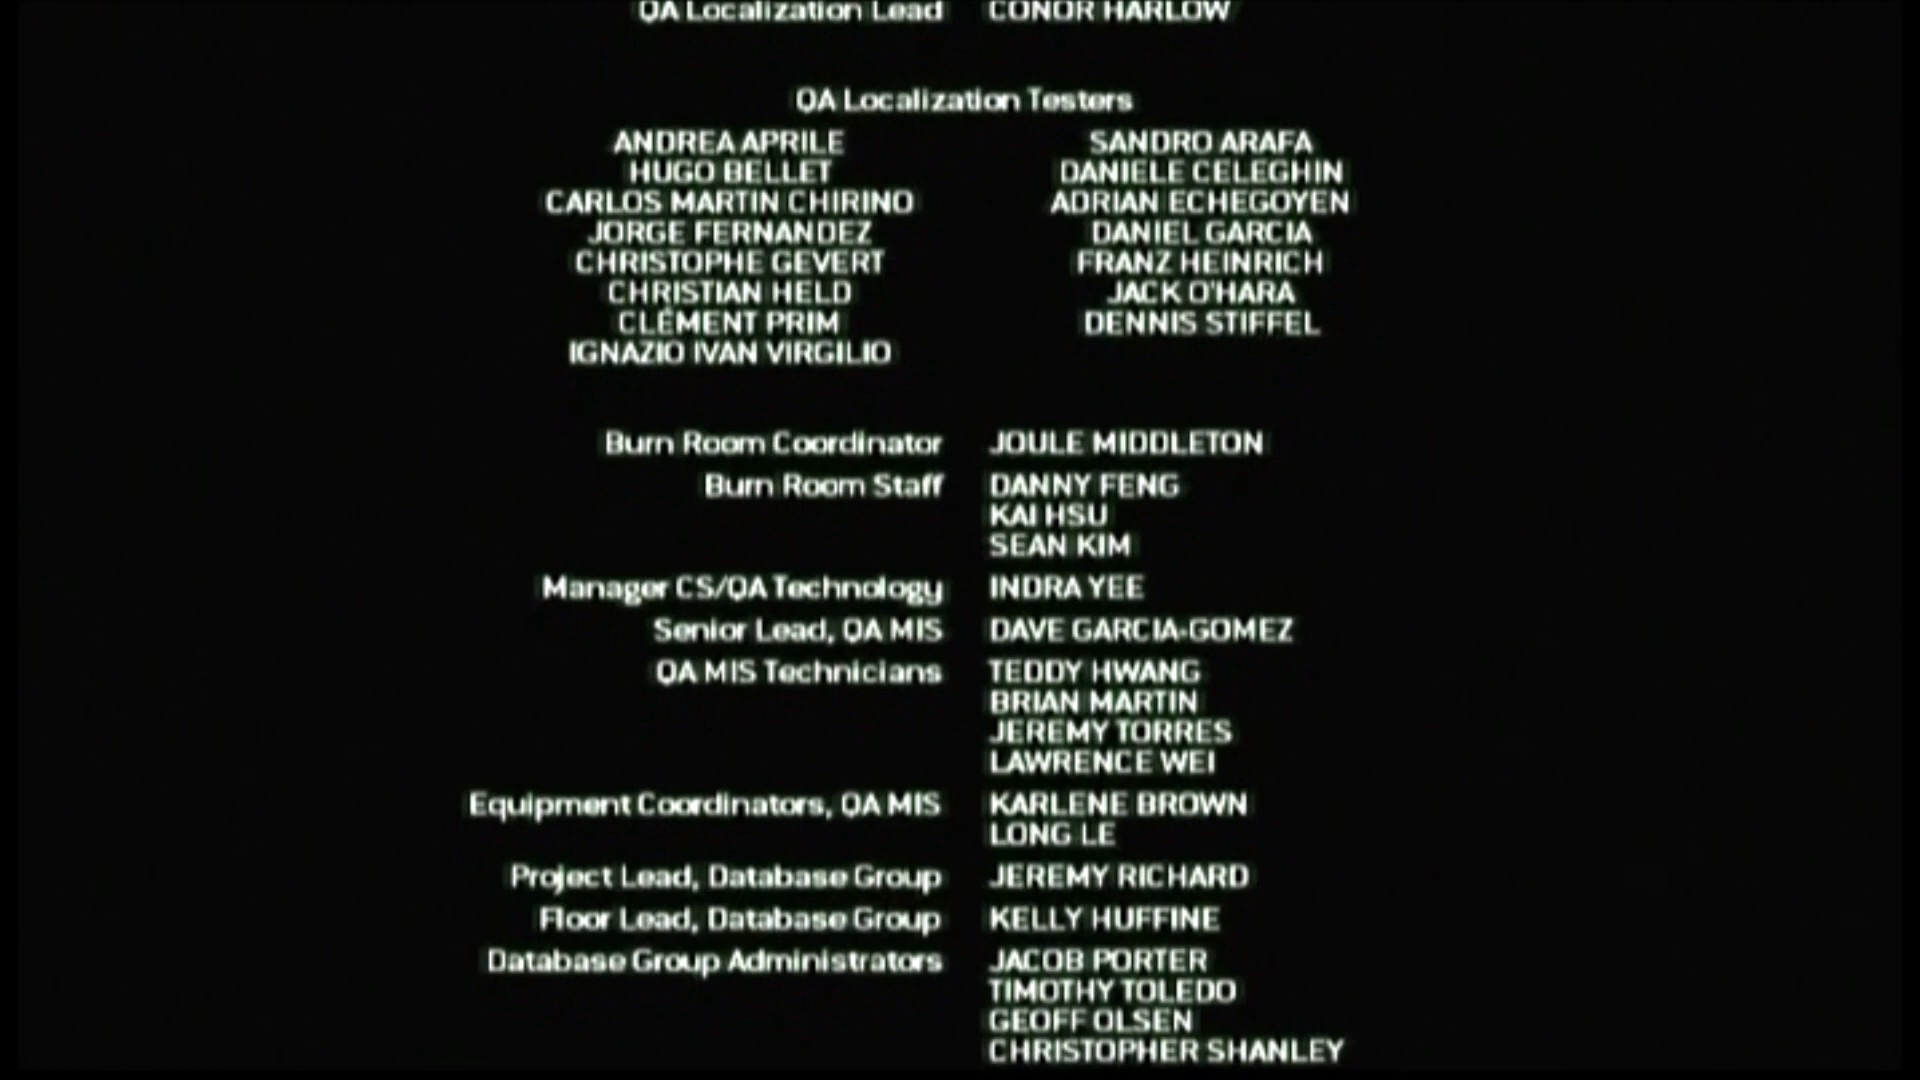 QA Localization Lead CONOR HARLOW
QA Localization Testers
ANDREA APRILE SANDRO ARAFA
HUGO BELLET DANIELE CELEGHIN
CARLOS MARTIN CHIRINO ADRIAN ECHEGOYEN
JORGE FERNANDEZ DANIEL GARCIA
CHRISTOPHE GEVERT FRANZ HEINRICH
CHRISTIAN HELD JACK O'HARA
CLÉMENT PRIM DENNIS STIFFEL
IGNAZIO IVAN VIRGILIO
Burn Room Coordinator JOULE MIDDLETON
Burn Room Staff DANNY FENG
KAI HSU
SEAN KIM
Manager CS/QA Technology INDRA YEE
Senior Lead, QA MIS DAVE GARCIA-GOMEZ
QA MIS Technicians TEDDY HWANG
BRIAN MARTIN
JEREMY TORRES
LAWRENCE WEI
Equipment Coordinators, QA MIS KARLENE BROWN
LONG LE
Project Lead, Database Group JEREMY RICHARD
Floor Lead, Database Group KELLY HUFFINE
Database Group Administrators JACOB PORTER
TIMOTHY TOLEDO
GEOFF OLSEN
CHRISTOPHER SHANLEY